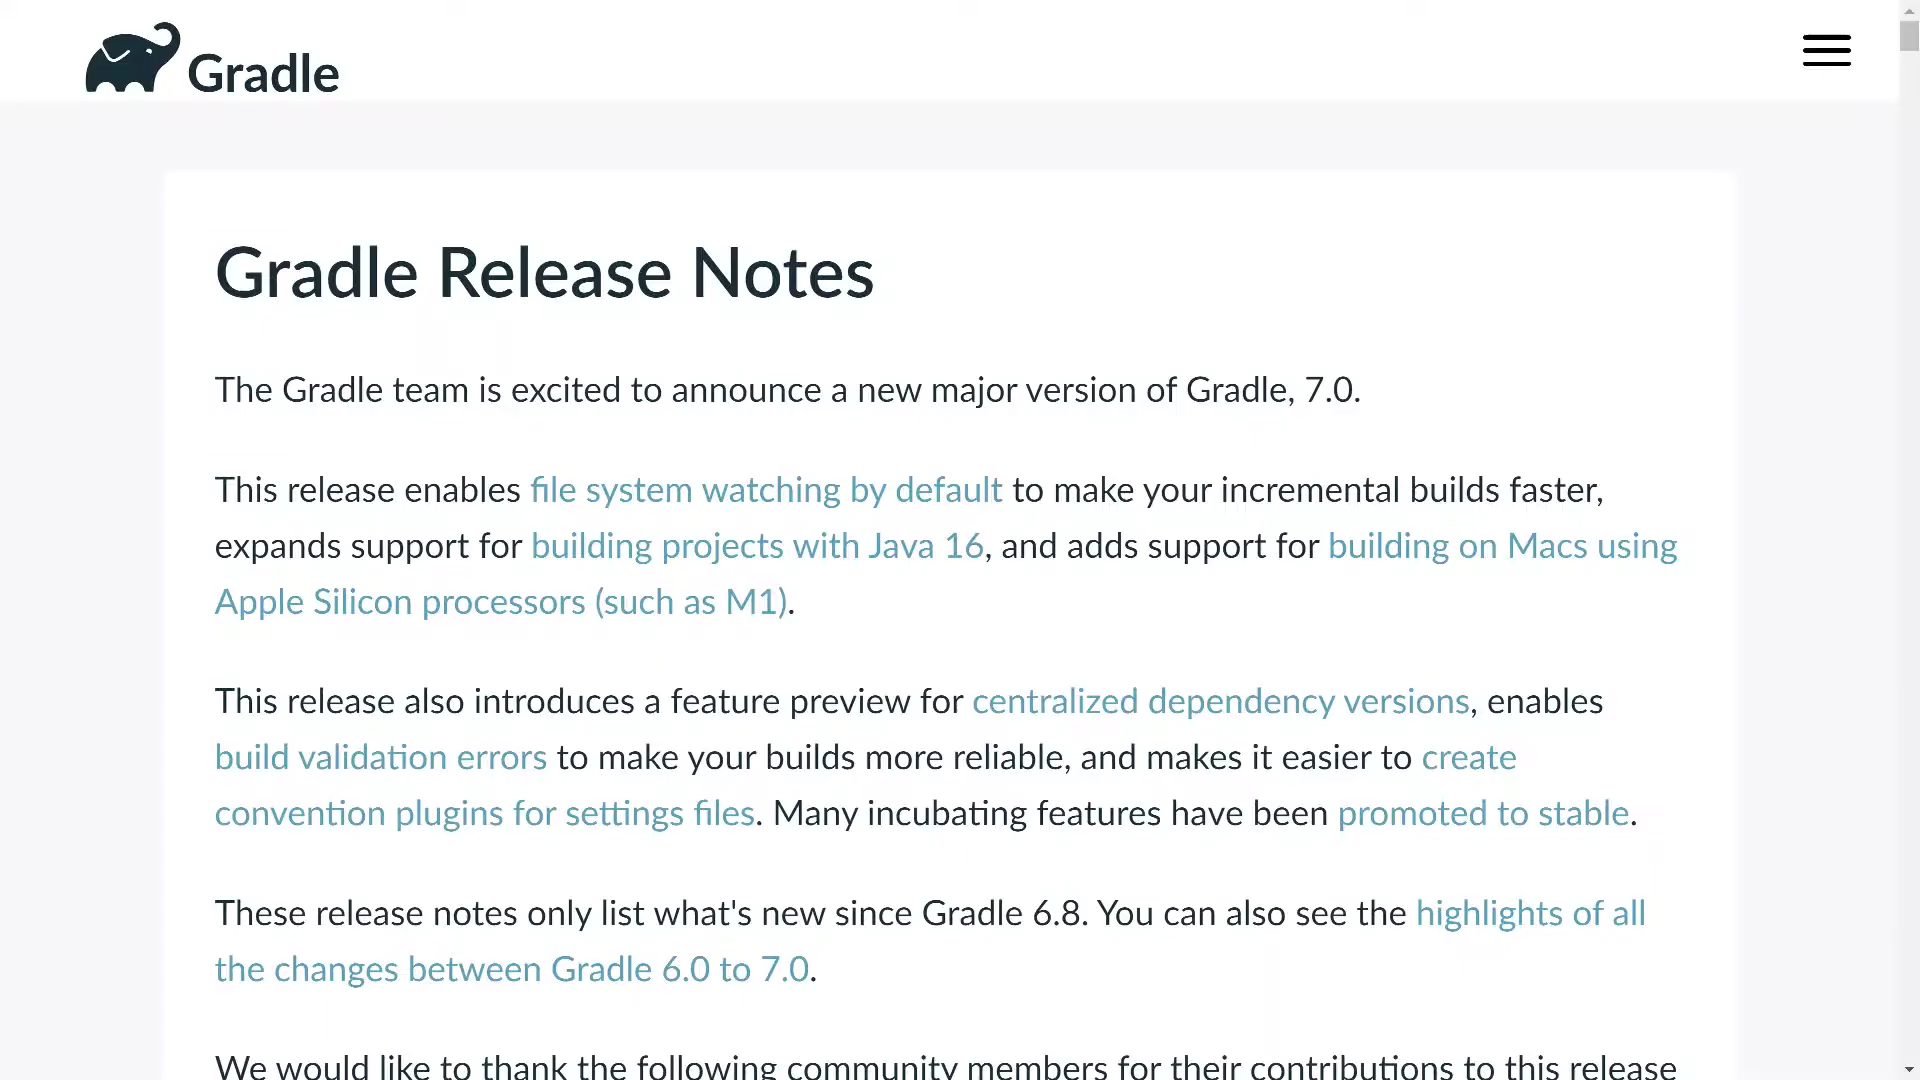 Gradle
Gradle Release Notes
The Gradle team is excited to announce a new major version of Gradle, 7.0.
This release enables file system watching by default to make your incremental builds faster,
expands support for building projects with Java 16, and adds support for building on Macs using
Apple Silicon processors (such as M1).
This release also introduces a feature preview for centralized dependency versions, enables
build validation errors to make your builds more reliable, and makes it easier to create
convention plugins for settings files. Many incubating features have been promoted to stable.
These release notes only list what's new since Gradle 6.8. You can also see the highlights of all
the changes between Gradle 6.0 to 7.0.
We would like to thank the following community members for their contributions to this release